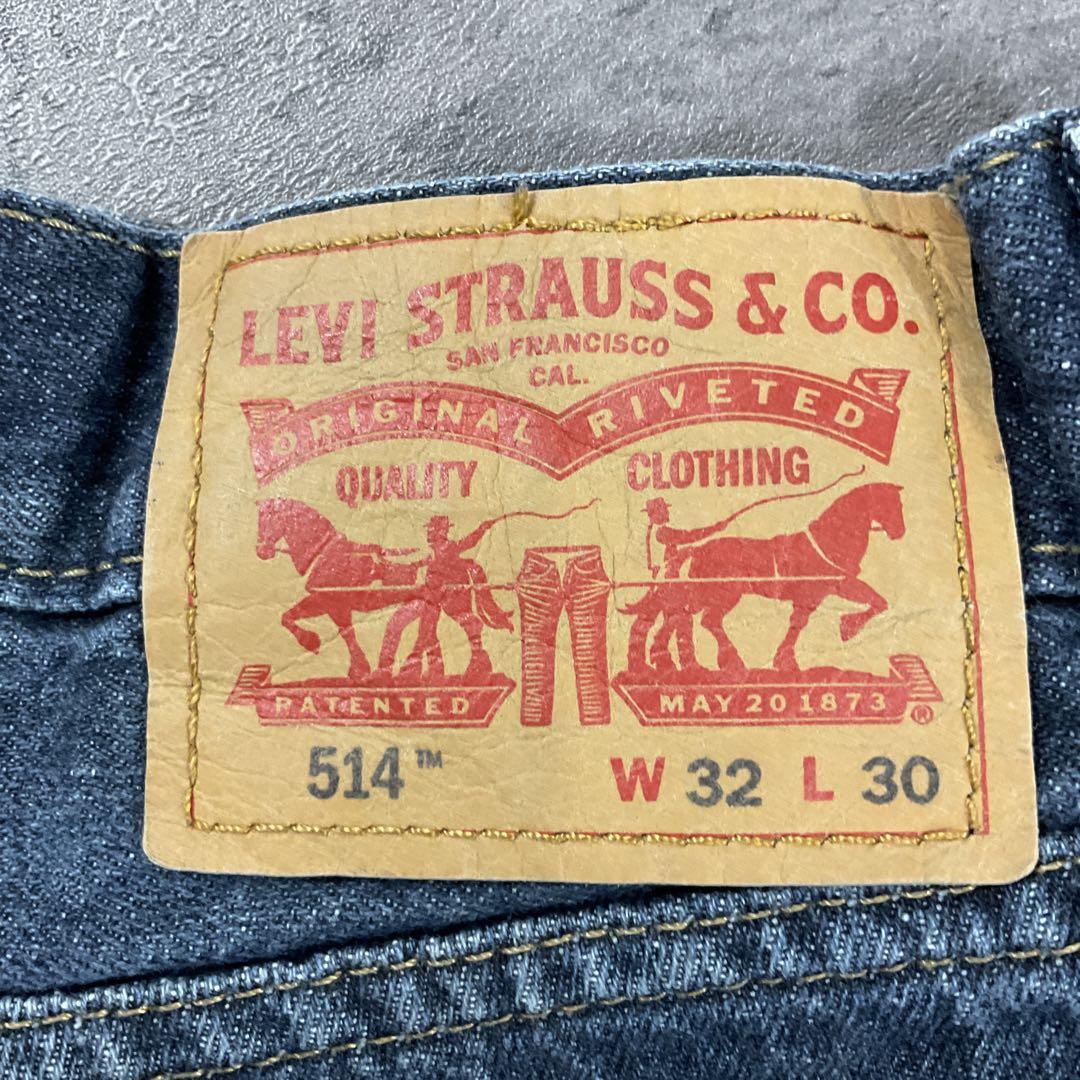 LEVI STRAUSS & CO.
SAN FRANCISCO
CAL.
ORIGINAL RIVETED
QUALITY CLOTHING
PATENTED MAY 20 1873 ®
514™ W 32 L 30